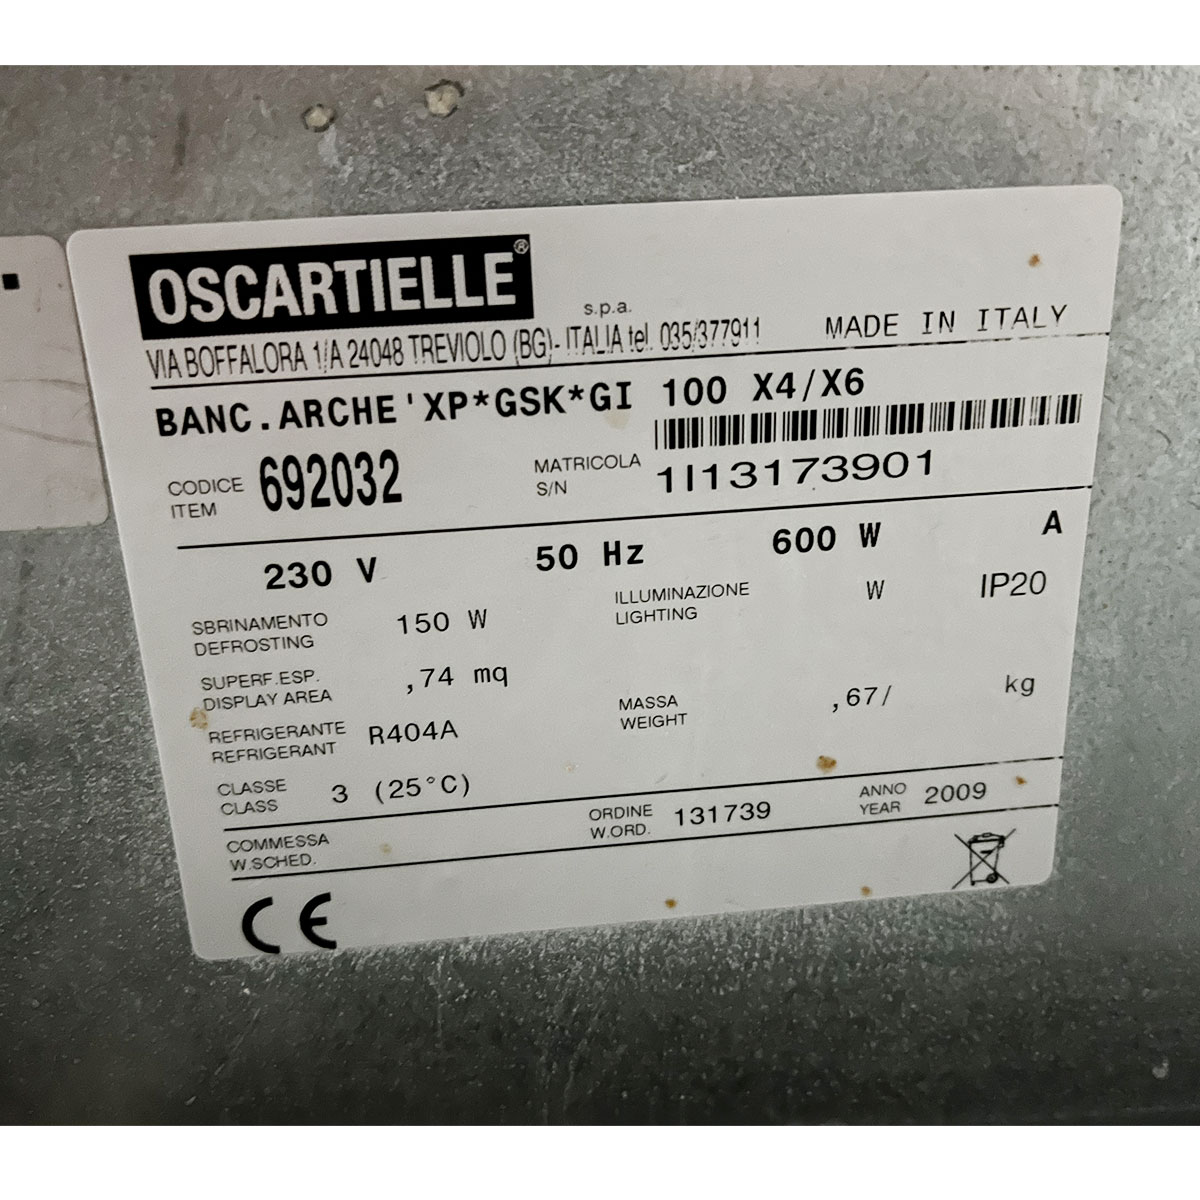 OSCARTIELLE®
s.p.a.
VIA BOFFALORA 1/A 24048 TREVIOLO (BG)- ITALIA tel. 035/377911
MADE IN ITALY
BANC.ARCHE'XP*GSK*GI 100 X4/X6
CODICE 692032 MATRICOLA 1I13173901
ITEM S/N
230 V 50 Hz 600 W A
SBRINAMENTO 150 W ILLUMINAZIONE W IP20
DEFROSTING LIGHTING
SUPERF.ESP. ,74 mq
DISPLAY AREA
MASSA ,67/ kg
WEIGHT
REFRIGERANTE R404A
REFRIGERANT
CLASSE 3 (25°C)
CLASS
ORDINE 131739 ANNO 2009
W.ORD. YEAR
COMMESSA
W.SCHED.
CE